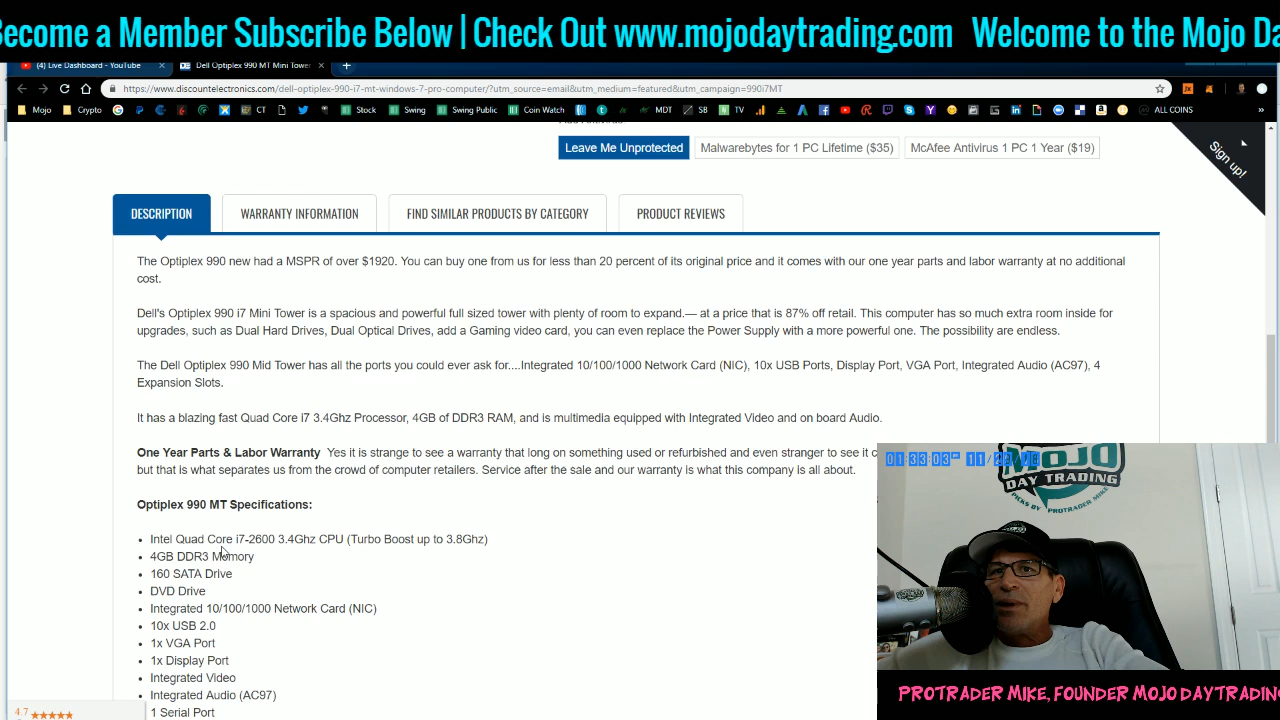 ecome a Member Subscribe Below | Check Out www.mojodaytrading.com Welcome to the Mojo Da
(4) Live Dashboard - YouTube × Dell Optiplex 990 MT Mini Tower × +
https://www.discountelectronics.com/dell-optiplex-990-i7-mt-windows-7-pro-computer/?utm_source=email&utm_medium=featured&utm_campaign=990i7MT
Mojo Crypto CT Stock Swing Swing Public Coin Watch MDT SB TV ALL COINS »
Leave Me Unprotected Malwarebytes for 1 PC Lifetime ($35) McAfee Antivirus 1 PC 1 Year ($19)
Sign up!
DESCRIPTION WARRANTY INFORMATION FIND SIMILAR PRODUCTS BY CATEGORY PRODUCT REVIEWS
The Optiplex 990 new had a MSPR of over $1920. You can buy one from us for less than 20 percent of its original price and it comes with our one year parts and labor warranty at no additional
cost.
Dell's Optiplex 990 i7 Mini Tower is a spacious and powerful full sized tower with plenty of room to expand.— at a price that is 87% off retail. This computer has so much extra room inside for
upgrades, such as Dual Hard Drives, Dual Optical Drives, add a Gaming video card, you can even replace the Power Supply with a more powerful one. The possibility are endless.
The Dell Optiplex 990 Mid Tower has all the ports you could ever ask for....Integrated 10/100/1000 Network Card (NIC), 10x USB Ports, Display Port, VGA Port, Integrated Audio (AC97), 4
Expansion Slots.
It has a blazing fast Quad Core i7 3.4Ghz Processor, 4GB of DDR3 RAM, and is multimedia equipped with Integrated Video and on board Audio.
One Year Parts & Labor Warranty Yes it is strange to see a warranty that long on something used or refurbished and even stranger to see it c
but that is what separates us from the crowd of computer retailers. Service after the sale and our warranty is what this company is all about.
Optiplex 990 MT Specifications:
• Intel Quad Core i7-2600 3.4Ghz CPU (Turbo Boost up to 3.8Ghz)
• 4GB DDR3 Memory
• 160 SATA Drive
• DVD Drive
• Integrated 10/100/1000 Network Card (NIC)
• 10x USB 2.0
• 1x VGA Port
• 1x Display Port
• Integrated Video
• Integrated Audio (AC97)
1 Serial Port
4.7
MOJO
DAY TRADING
PICKS BY PROTRADER MIKE
PROTRADER MIKE, FOUNDER MOJO DAYTRADING